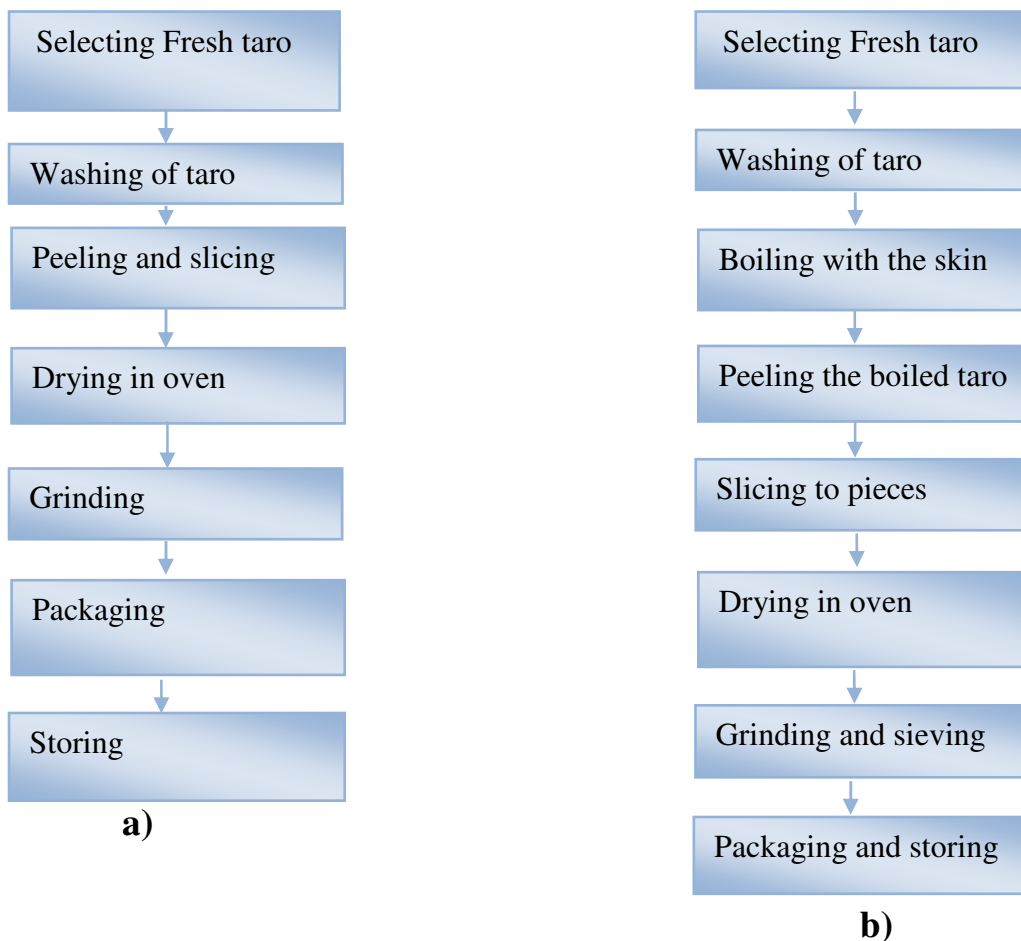 Selecting Fresh taro
Washing of taro
Peeling and slicing
Drying in oven
Grinding
Packaging
Storing
a)
Selecting Fresh taro
Washing of taro
Boiling with the skin
Peeling the boiled taro
Slicing to pieces
Drying in oven
Grinding and sieving
Packaging and storing
b)